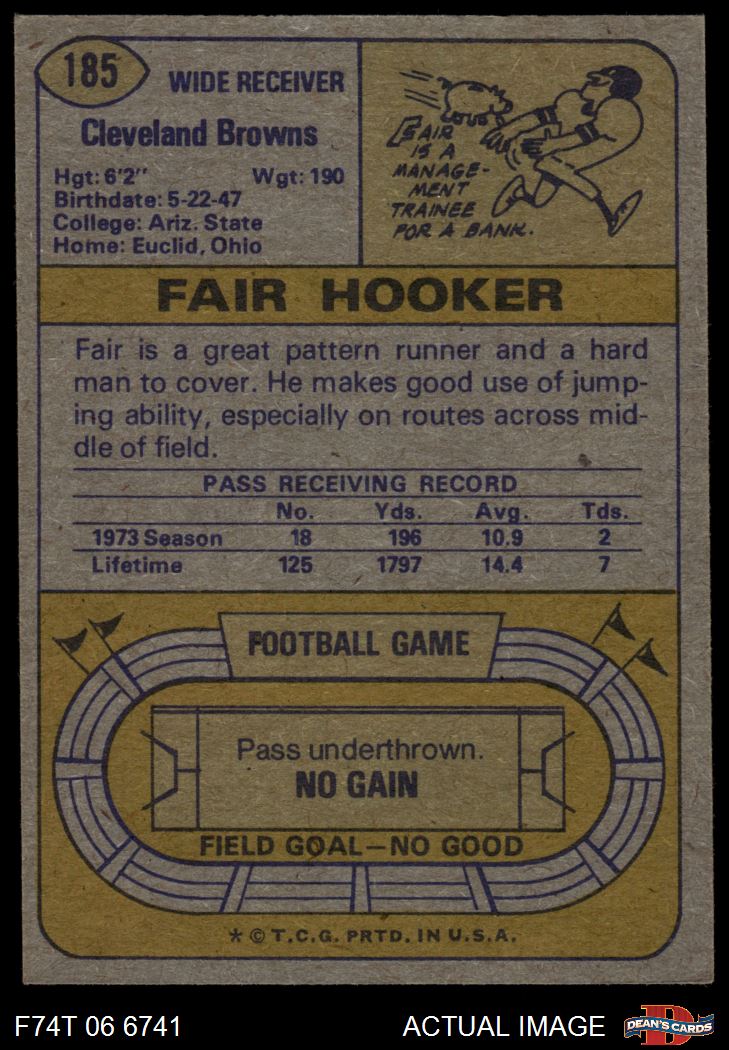 185
WIDE RECEIVER
Cleveland Browns
Hgt: 6'2" Wgt: 190
Birthdate: 5-22-47
College: Ariz. State
Home: Euclid, Ohio
FAIR
IS A
MANAGE-
MENT
TRAINEE
FOR A BANK.
FAIR HOOKER
Fair is a great pattern runner and a hard
man to cover. He makes good use of jump-
ing ability, especially on routes across mid-
dle of field.
PASS RECEIVING RECORD
No. Yds. Avg. Tds.
1973 Season 18 196 10.9 2
Lifetime 125 1797 14.4 7
FOOTBALL GAME
Pass underthrown.
NO GAIN
FIELD GOAL—NO GOOD
* © T.C.G. PRTD. IN U.S.A.
F74T 06 6741 ACTUAL IMAGE DEAN'S CARDS